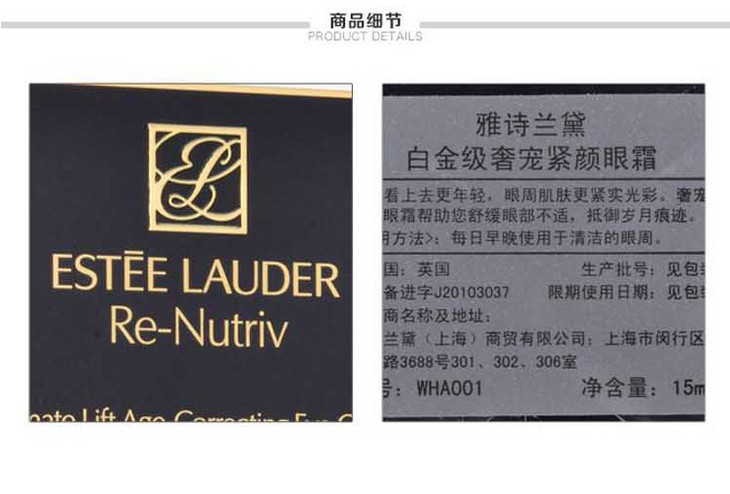 商品细节
PRODUCT DETAILS
ESTĒE LAUDER
Re-Nutriv
Lift Age-Correcting
雅诗兰黛
白金级奢宠紧颜眼霜
看上去更年轻，眼周肌肤更紧实光彩。奢宠
眼霜帮助您舒缓眼部不适，抵御岁月痕迹。
方法>：每日早晚使用于清洁的眼周。
国：英国 生产批号：见包装
备进字J20103037 限期使用日期：见包装
商名称及地址：
兰黛（上海）商贸有限公司；上海市闵行区
路3688号301、302、306室
号：WHA001 净含量：15m